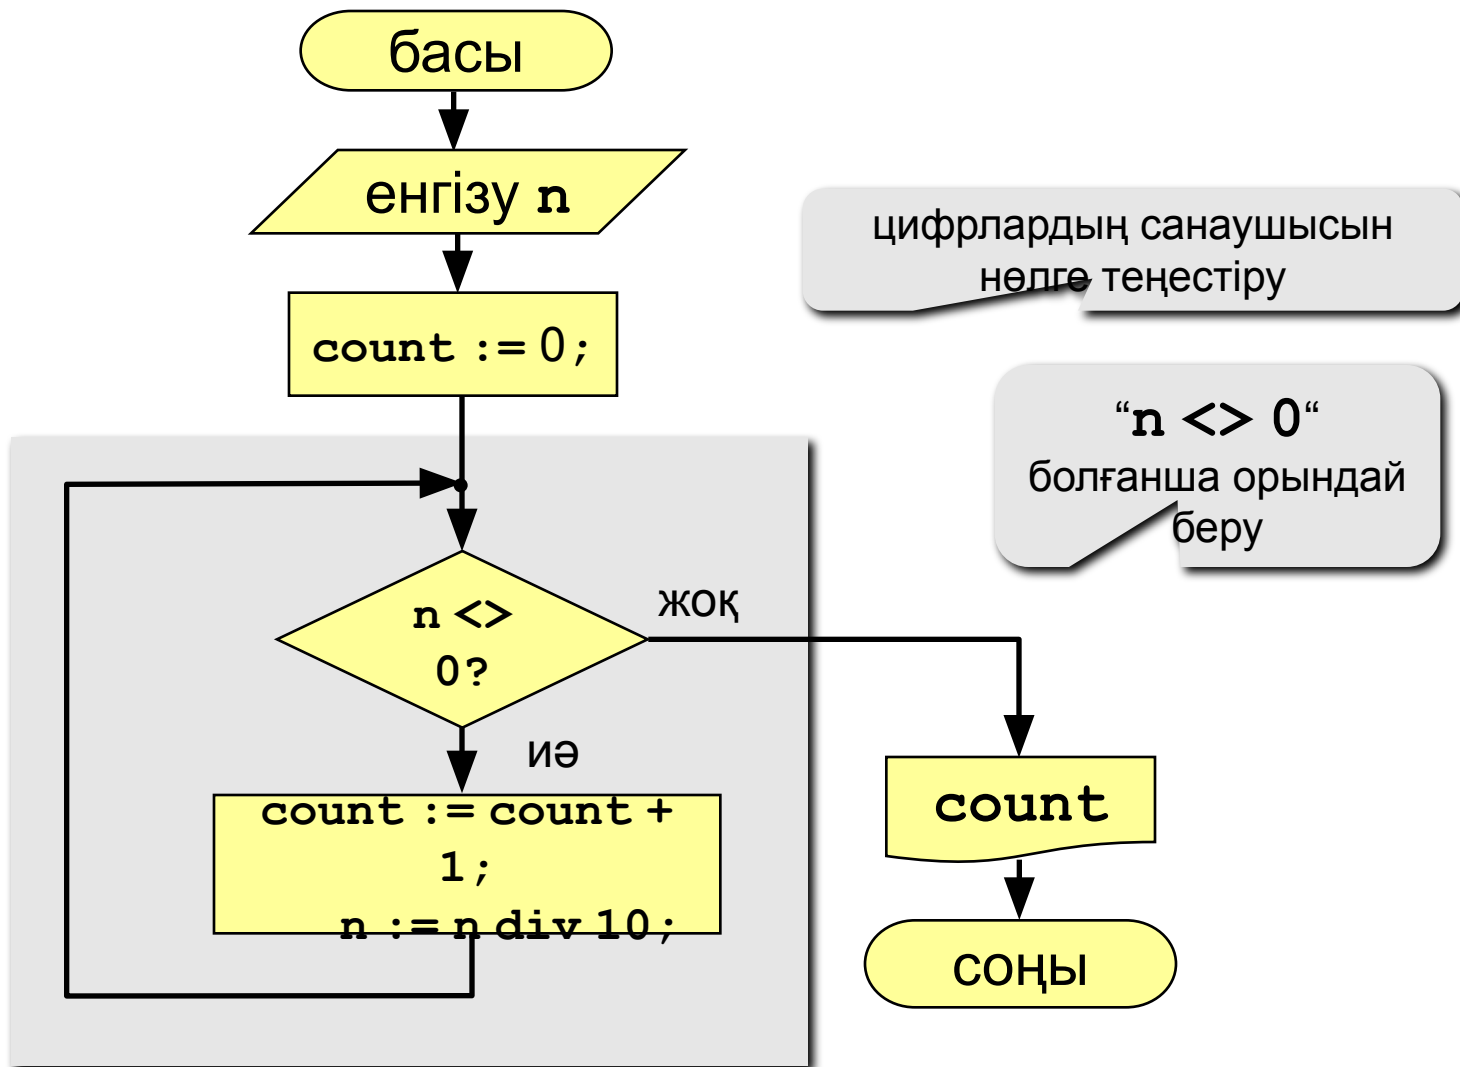 басы
енгізу n
count := 0;
цифрлардың санаушысын
нөлге теңестіру
“n <> 0“
болғанша орындай
беру
n <>
0?
жоқ
иә
count := count +
1;
n := n div 10;
count
соңы